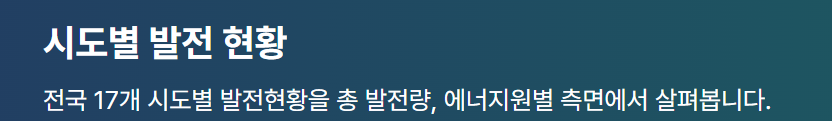 시도별 발전 현황
전국 17개 시도별 발전현황을 총 발전량, 에너지원별 측면에서 살펴봅니다.